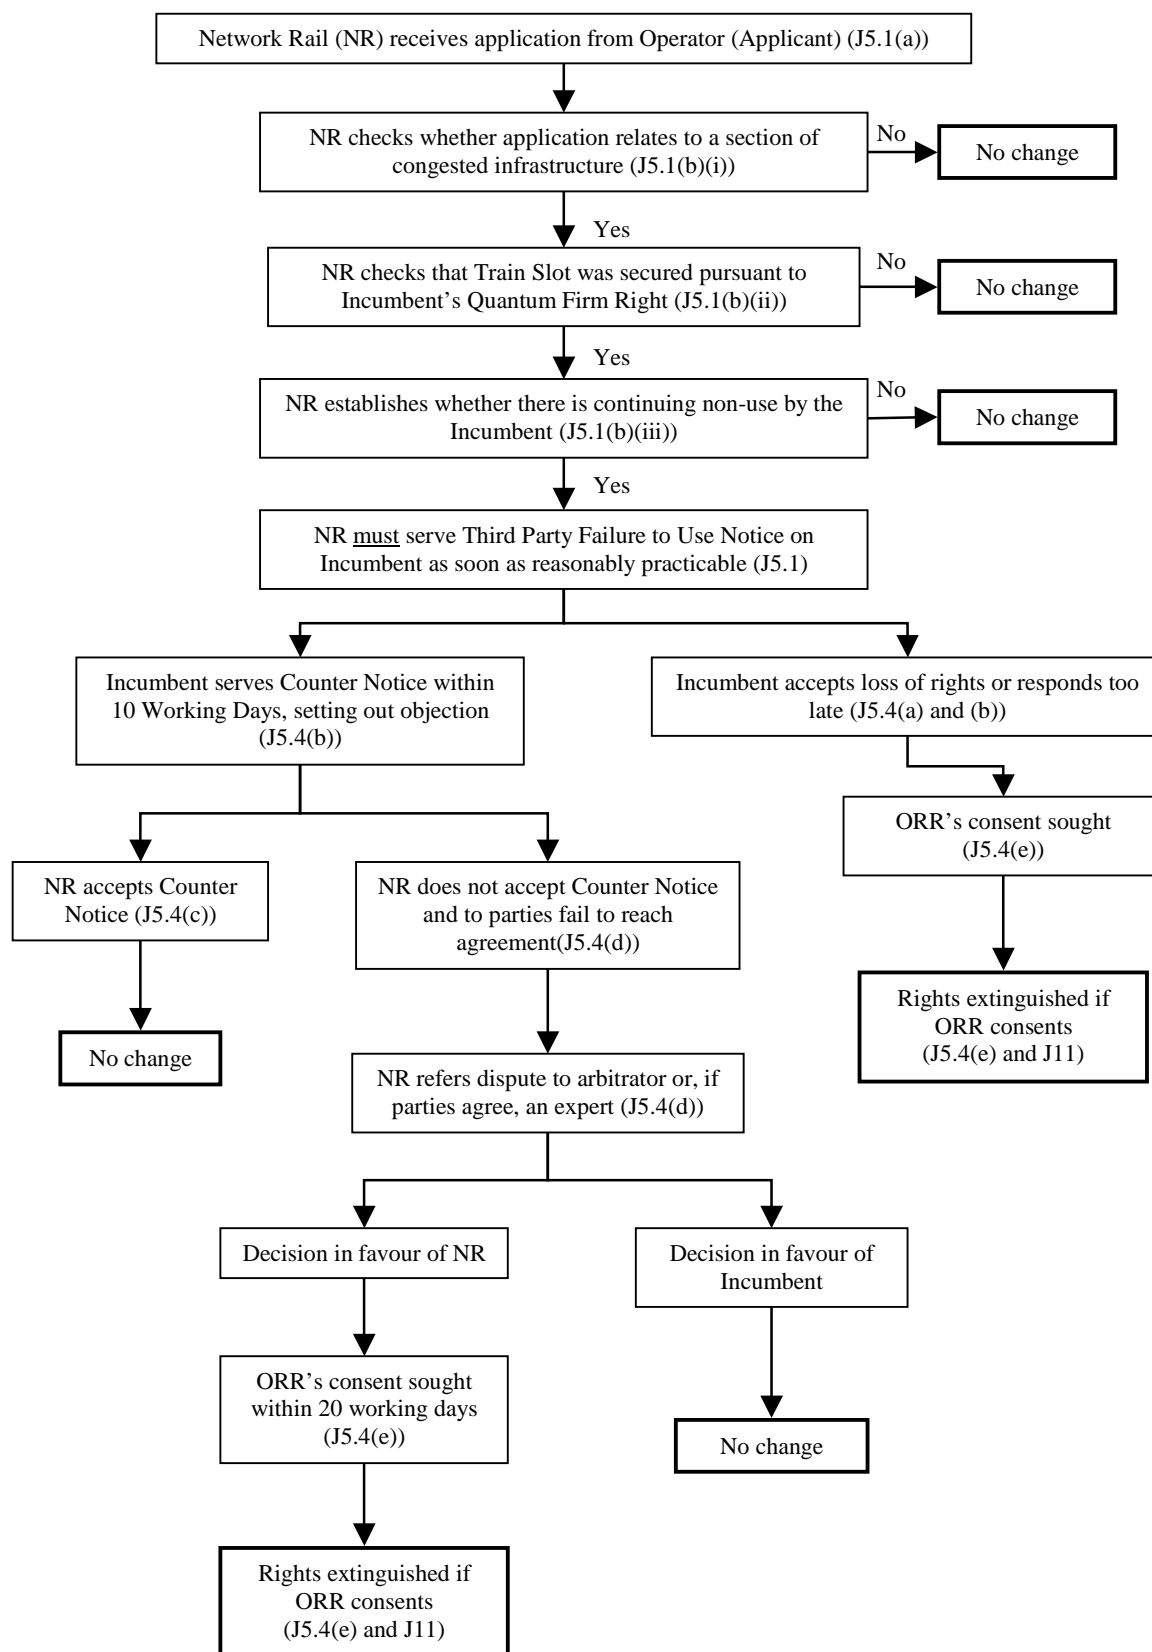 Network Rail (NR) receives application from Operator (Applicant) (J5.1(a))
NR checks whether application relates to a section of
congested infrastructure (J5.1(b)(i))
No
No change
Yes
NR checks that Train Slot was secured pursuant to
Incumbent's Quantum Firm Right (J5.1(b)(ii))
No
No change
Yes
NR establishes whether there is continuing non-use by the
Incumbent (J5.1(b)(iii))
No
No change
Yes
NR must serve Third Party Failure to Use Notice on
Incumbent as soon as reasonably practicable (J5.1)
Incumbent serves Counter Notice within
10 Working Days, setting out objection
(J5.4(b))
Incumbent accepts loss of rights or responds too
late (J5.4(a) and (b))
ORR's consent sought
(J5.4(e))
NR accepts Counter
Notice (J5.4(c))
NR does not accept Counter Notice
and to parties fail to reach
agreement(J5.4(d))
Rights extinguished if
ORR consents
(J5.4(e) and J11)
No change
NR refers dispute to arbitrator or, if
parties agree, an expert (J5.4(d))
Decision in favour of NR
Decision in favour of
Incumbent
ORR's consent sought
within 20 working days
(J5.4(e))
No change
Rights extinguished if
ORR consents
(J5.4(e) and J11)